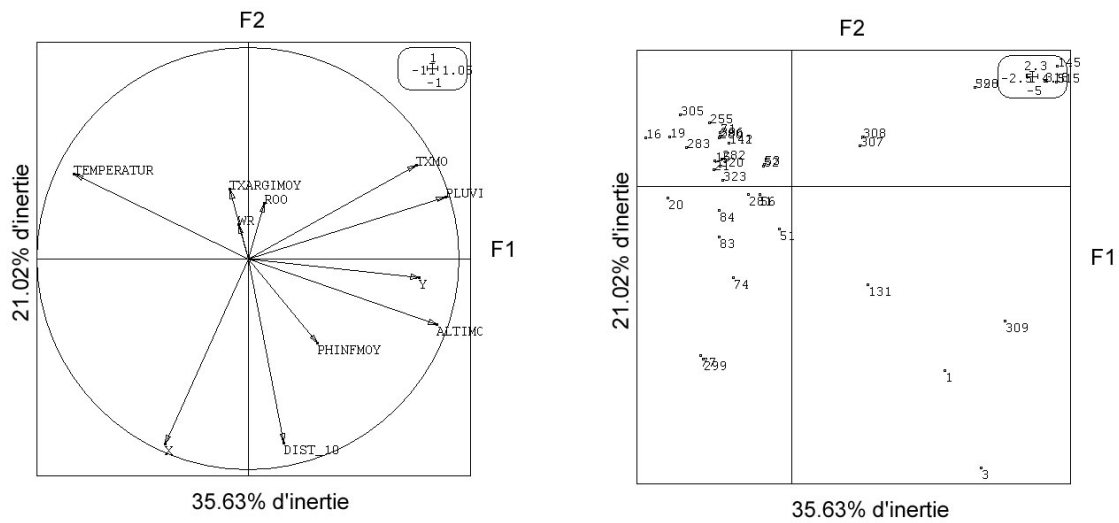 F2
1
-1 1.05
-1
TEMPERATUR
TXMO
TXARGIMOY
PLUVI
ROO
WR
F1
Y
ALTIMO
PHINFMOY
X
DIST_10
21.02% d'inertie
35.63% d'inertie
F2
2.3
-2.5
-5
145
305
255
308
307
16
19
283
323
20
84
83
51
74
131
309
299
1
3
F1
21.02% d'inertie
35.63% d'inertie